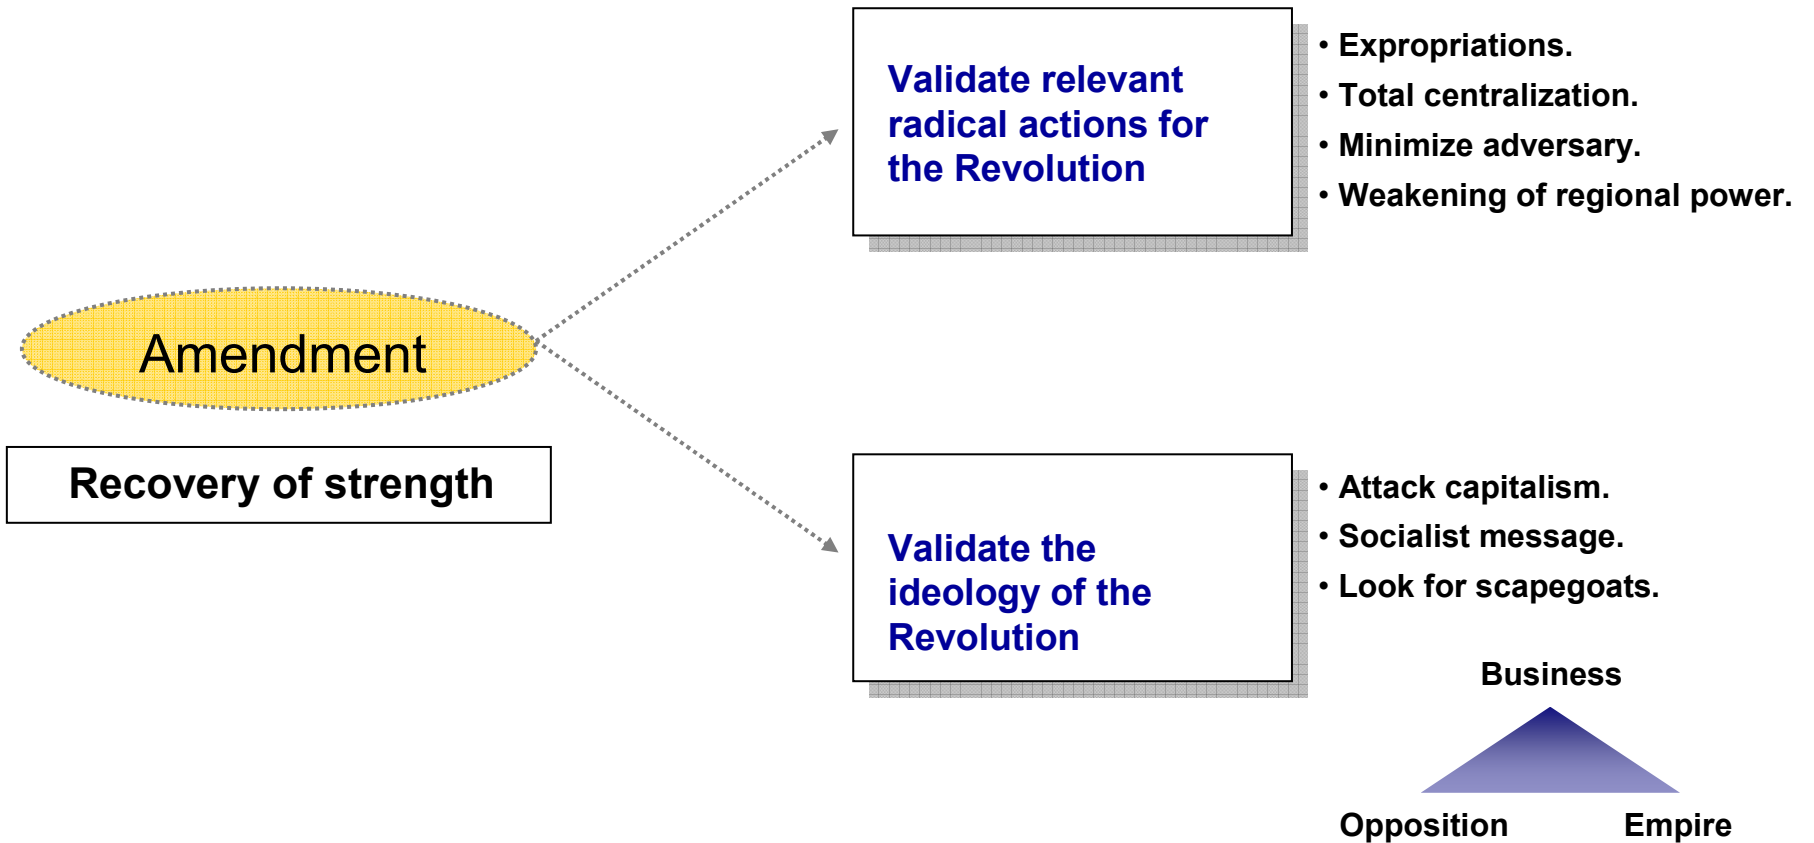 Amendment
Recovery of strength
Validate relevant
radical actions for
the Revolution
• Expropriations.
• Total centralization.
• Minimize adversary.
• Weakening of regional power.
Validate the
ideology of the
Revolution
• Attack capitalism.
• Socialist message.
• Look for scapegoats.
Business
Opposition
Empire